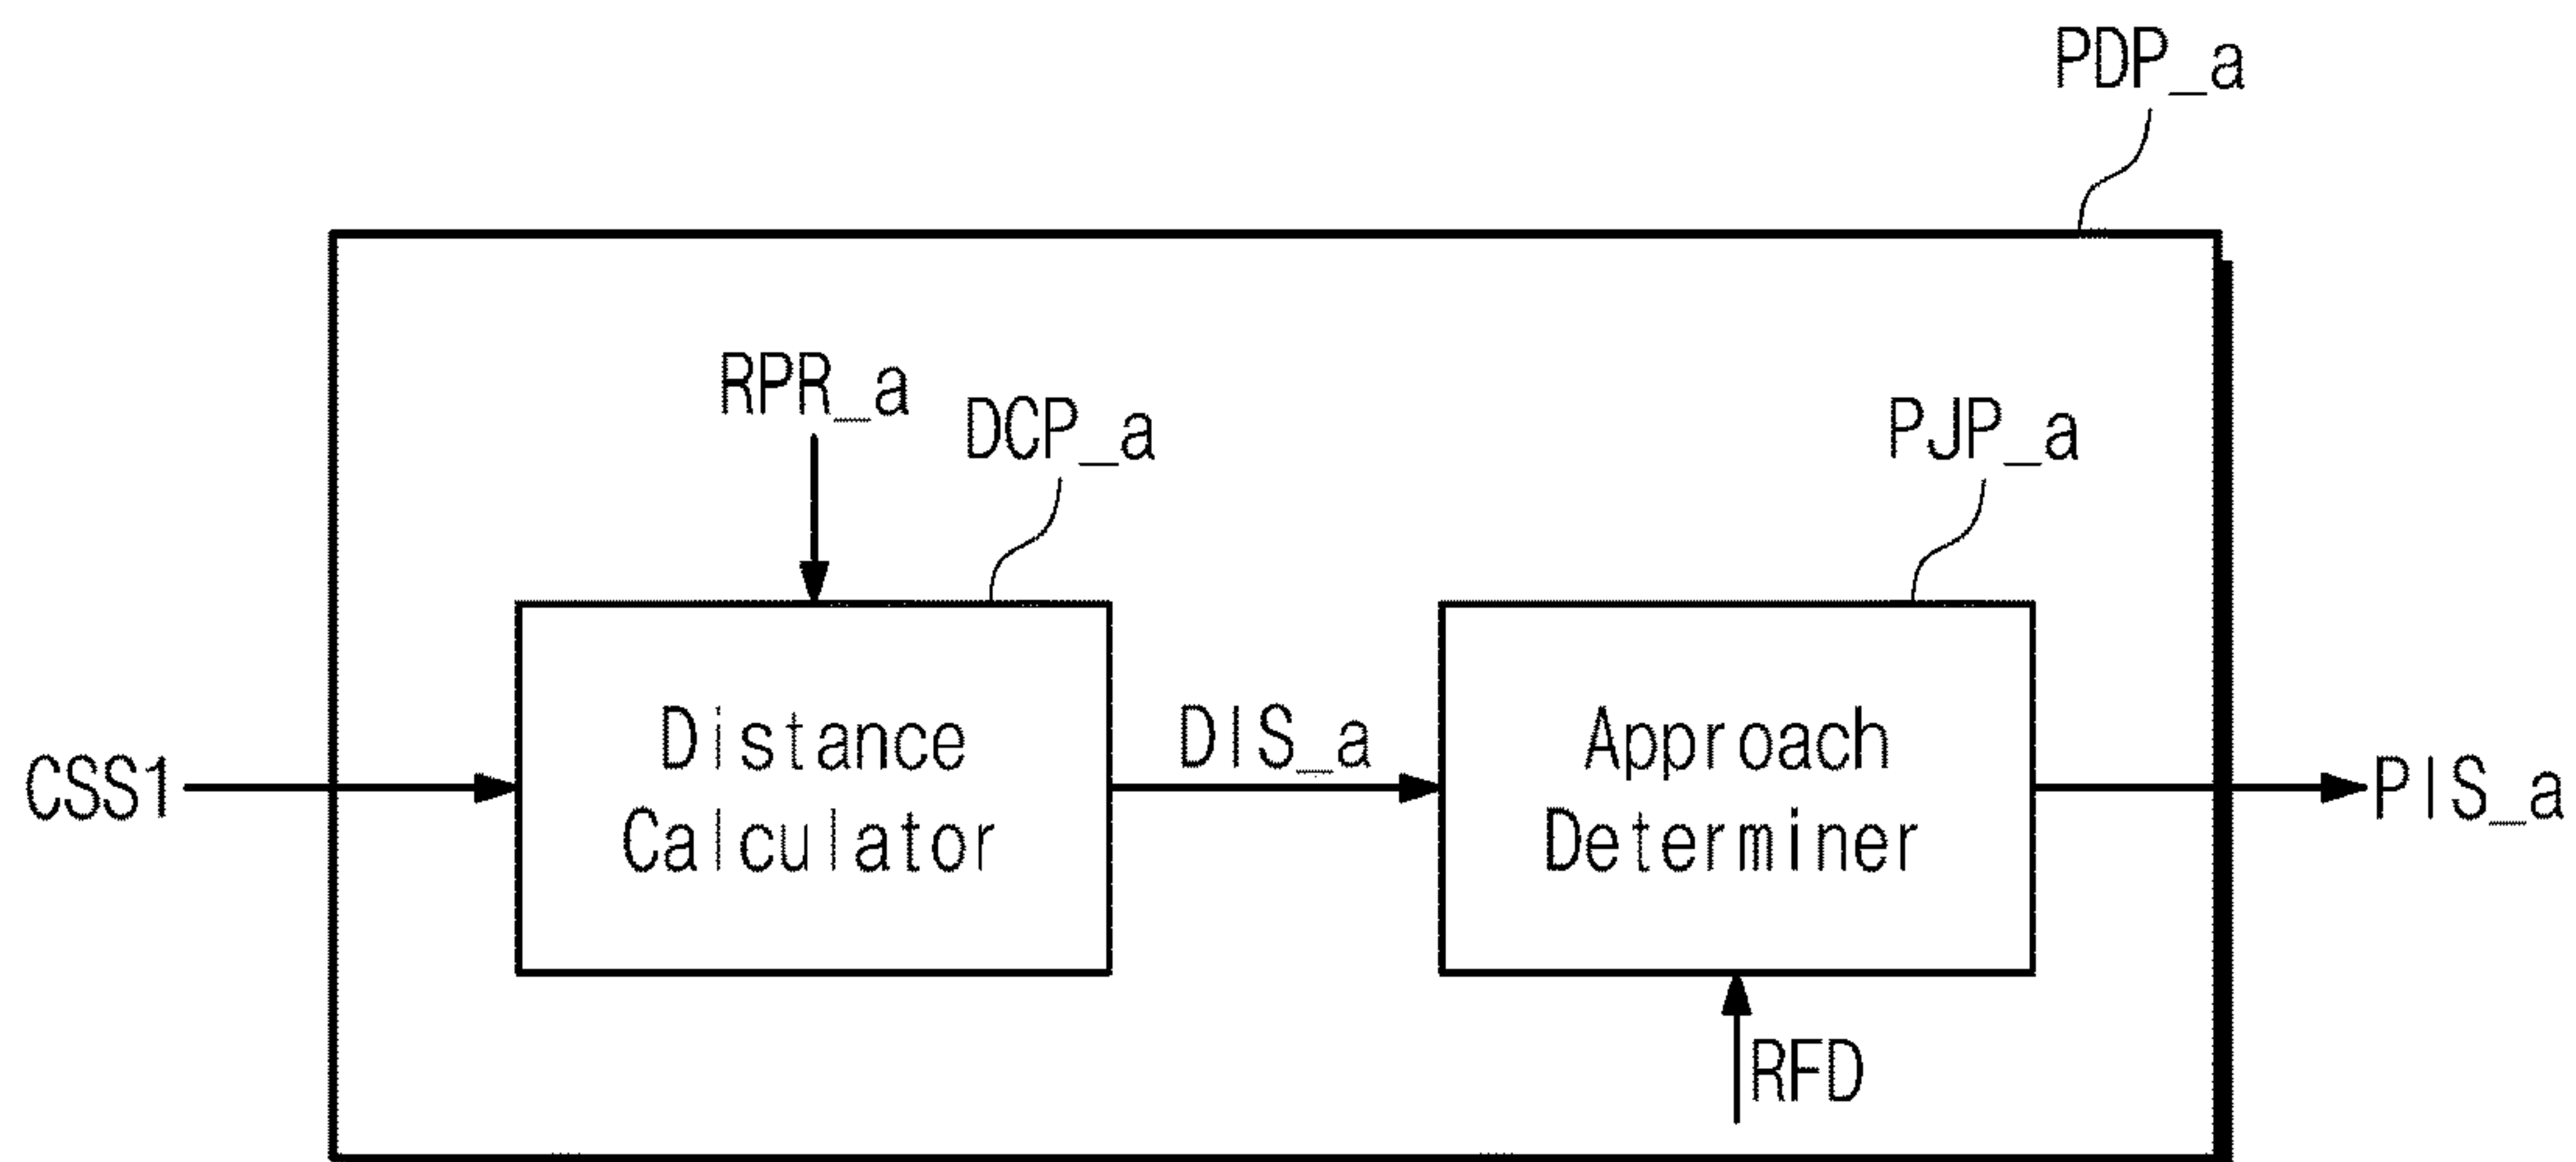 PDP_a
RPR_a
DCP_a
PJP_a
CSS1
Distance
Calculator
DIS_a
Approach
Determiner
PIS_a
RFD